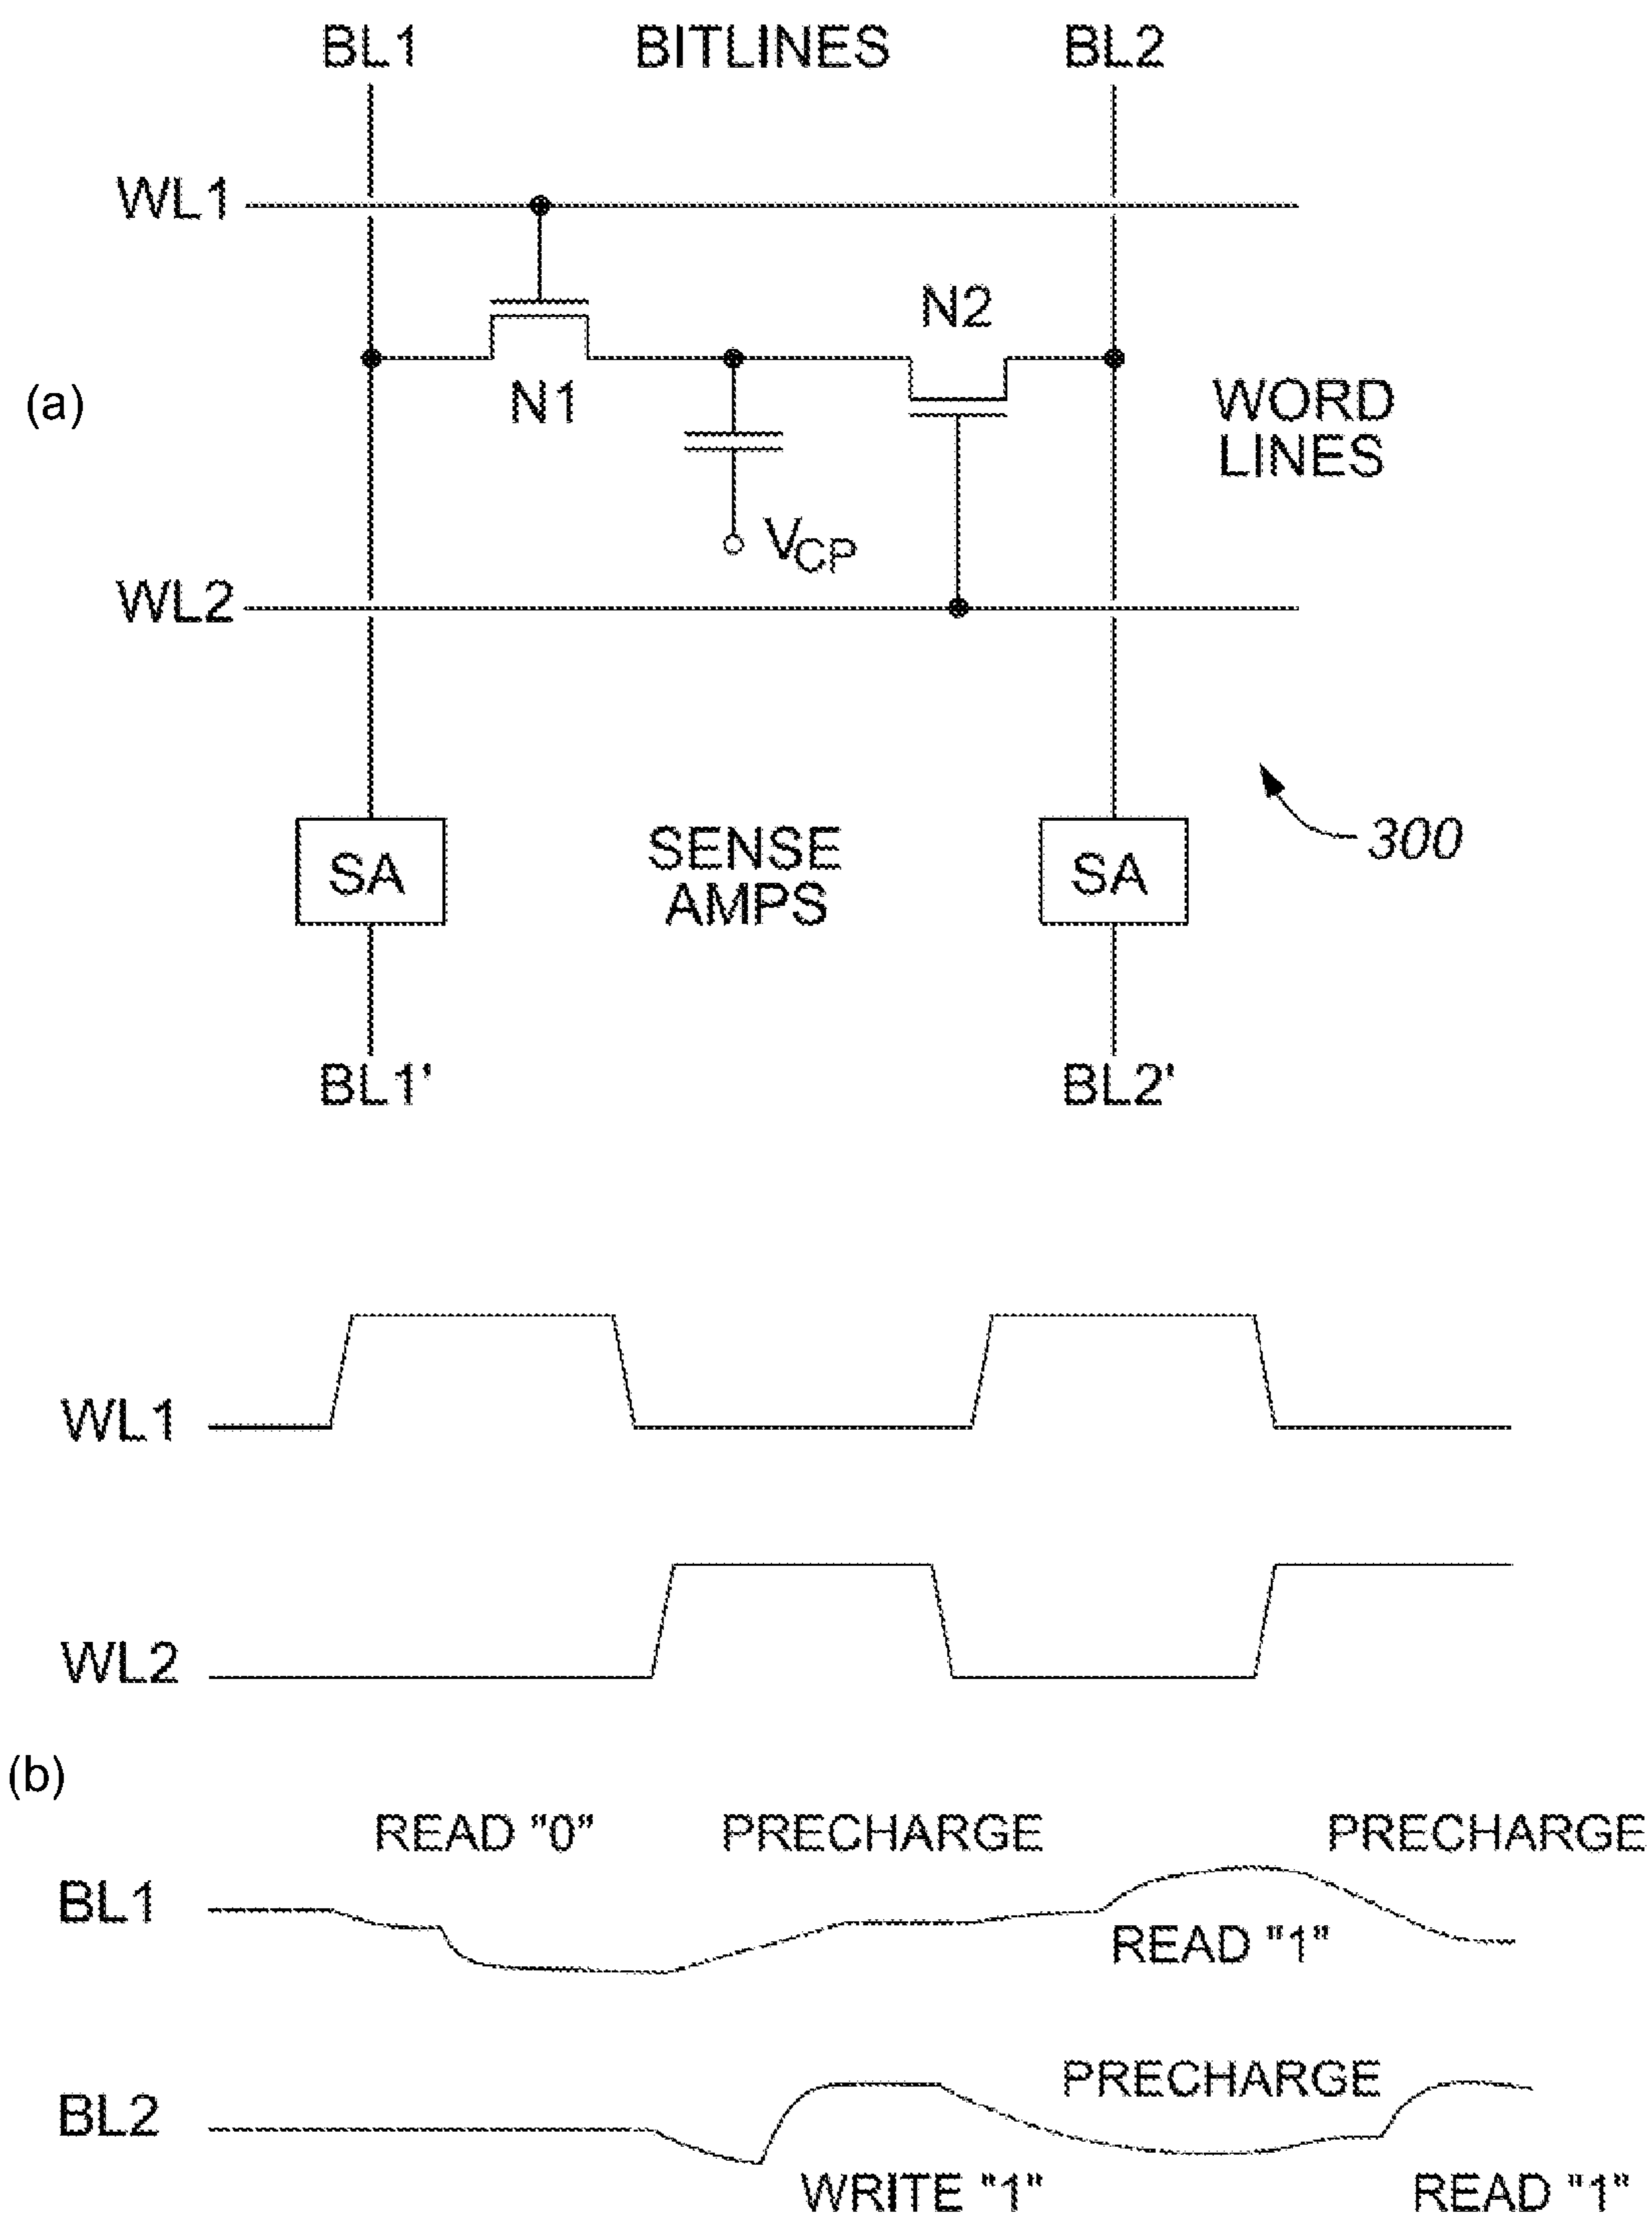 BL1 BITLINES BL2
WL1
N2
(a)
N1
WORD
LINES
VCP
WL2
SA
SENSE
AMPS
SA
300
BL1'
BL2'
WL1
WL2
(b)
READ "0" PRECHARGE PRECHARGE
BL1
READ "1"
PRECHARGE
BL2
WRITE "1" READ "1"